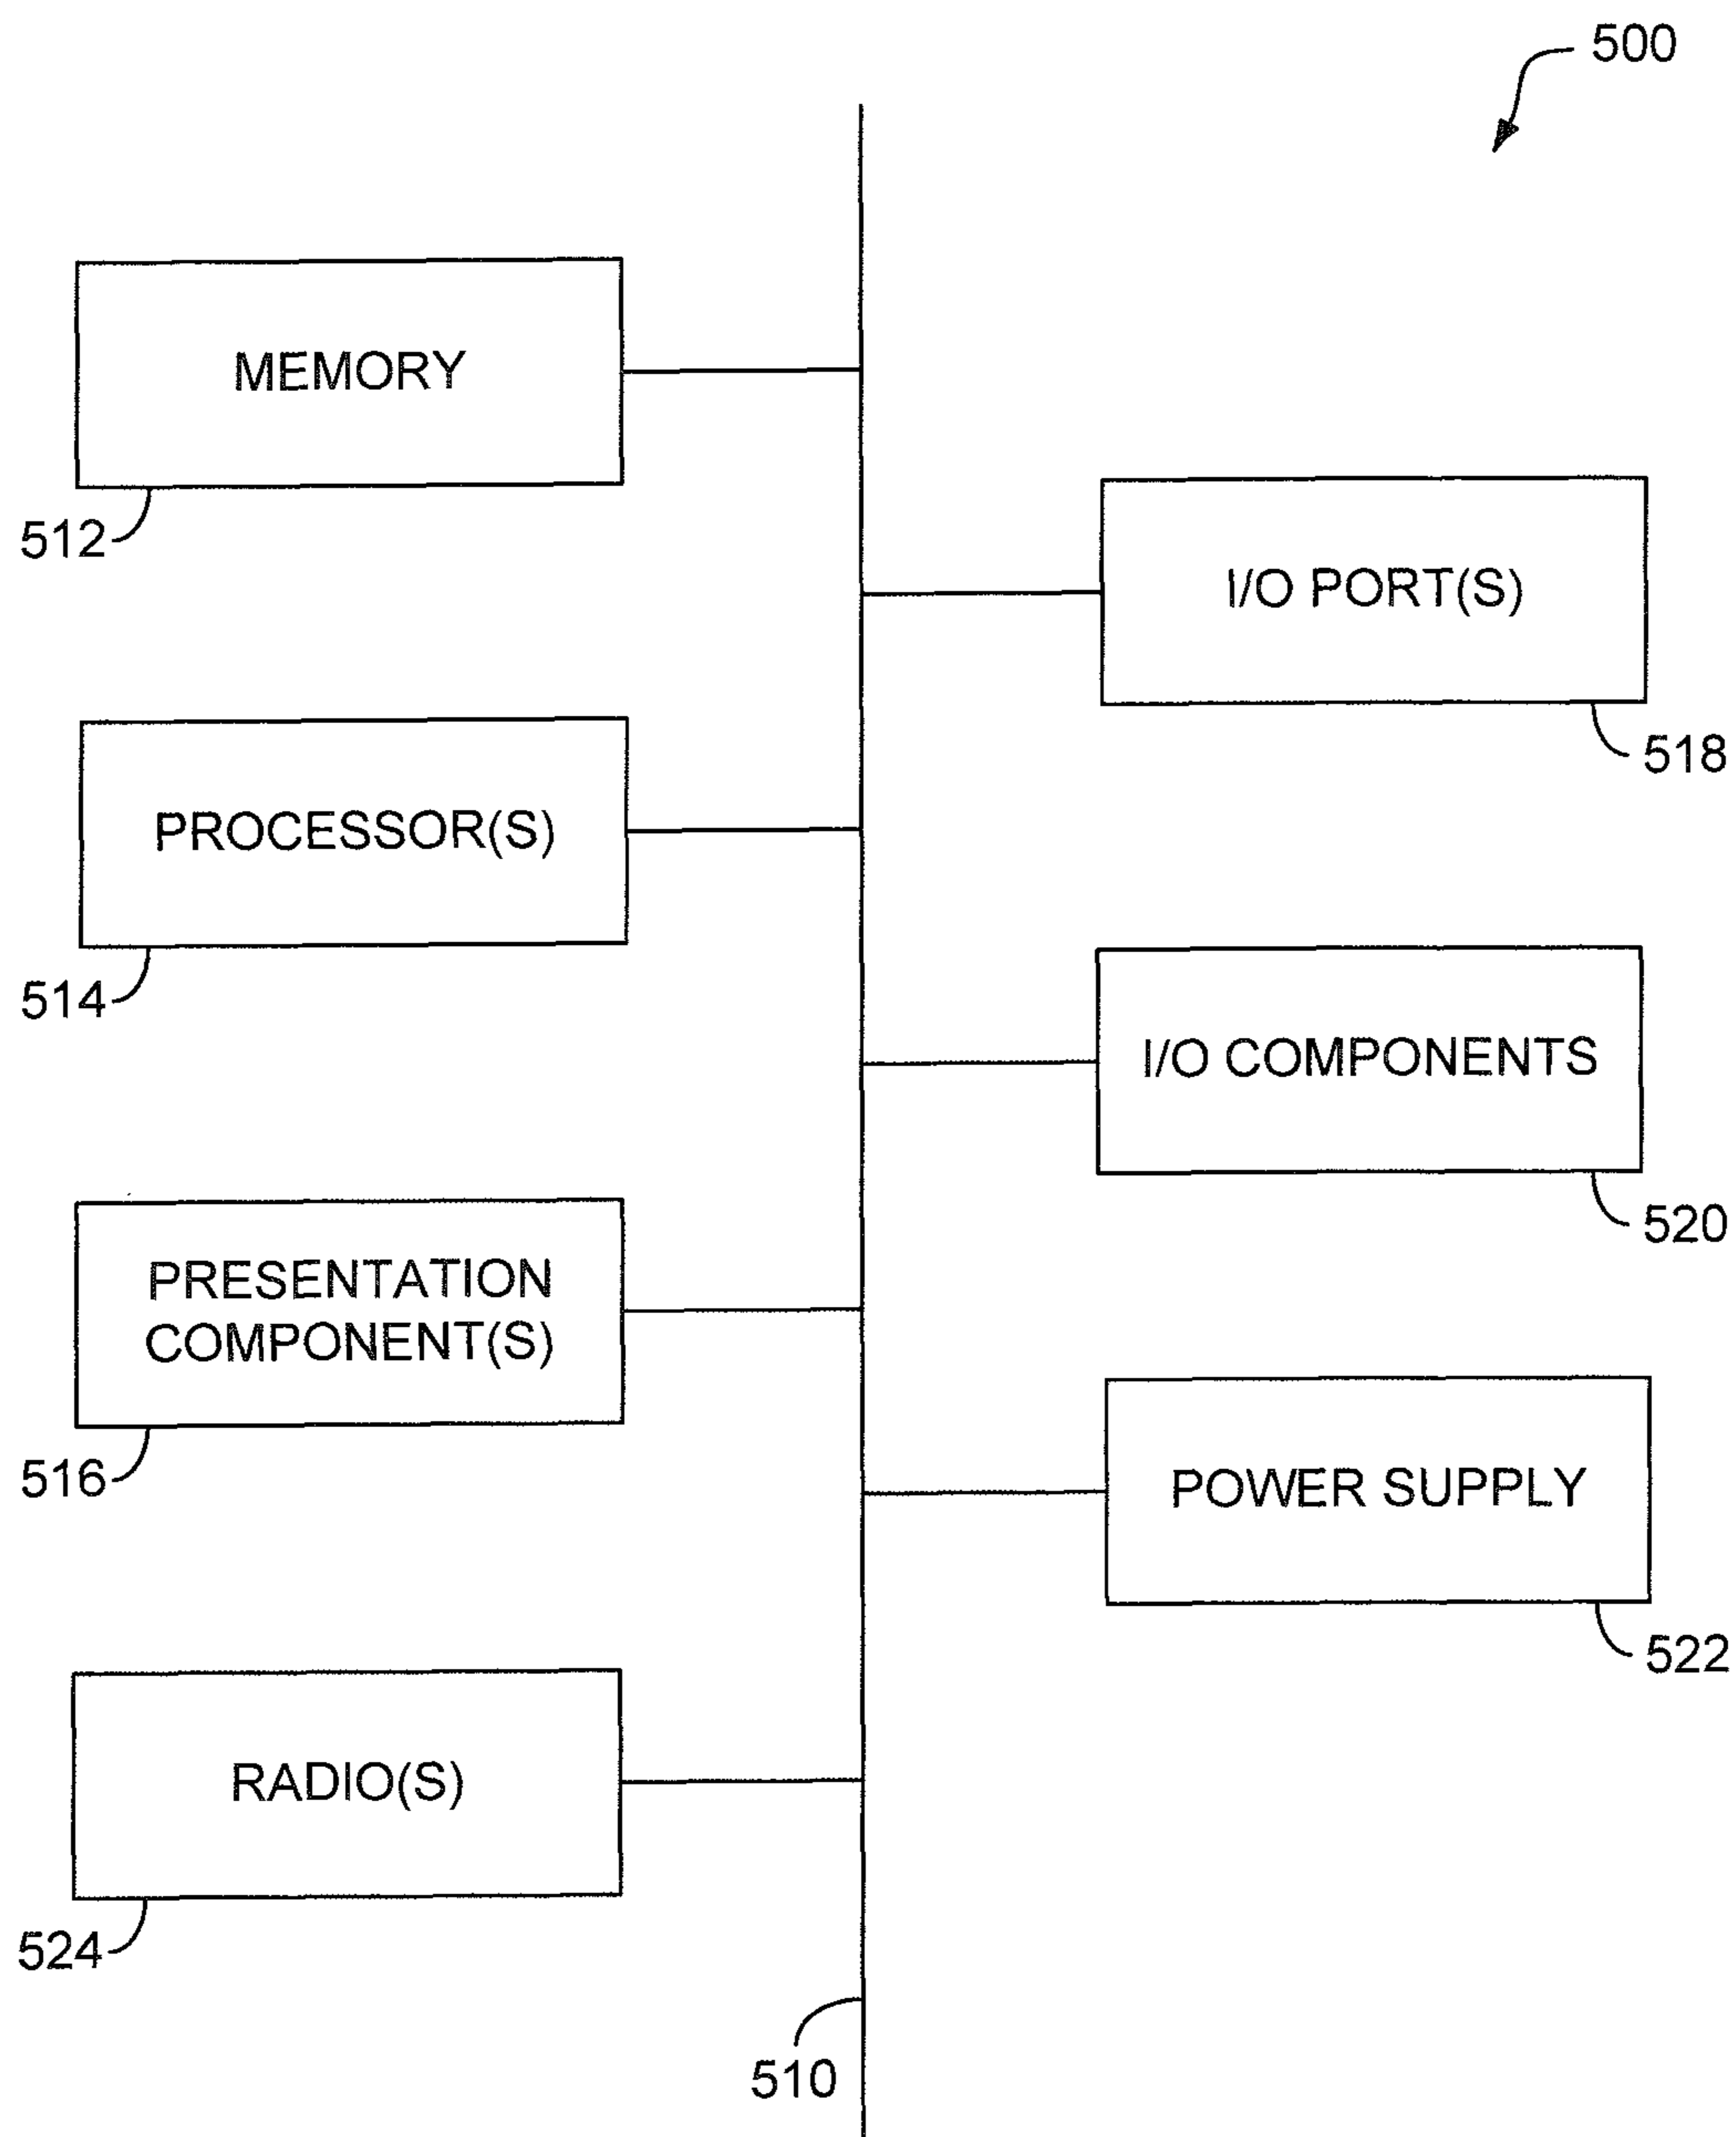 500
MEMORY
512
I/O PORT(S)
518
PROCESSOR(S)
514
I/O COMPONENTS
520
PRESENTATION
COMPONENT(S)
516
POWER SUPPLY
522
RADIO(S)
524
510